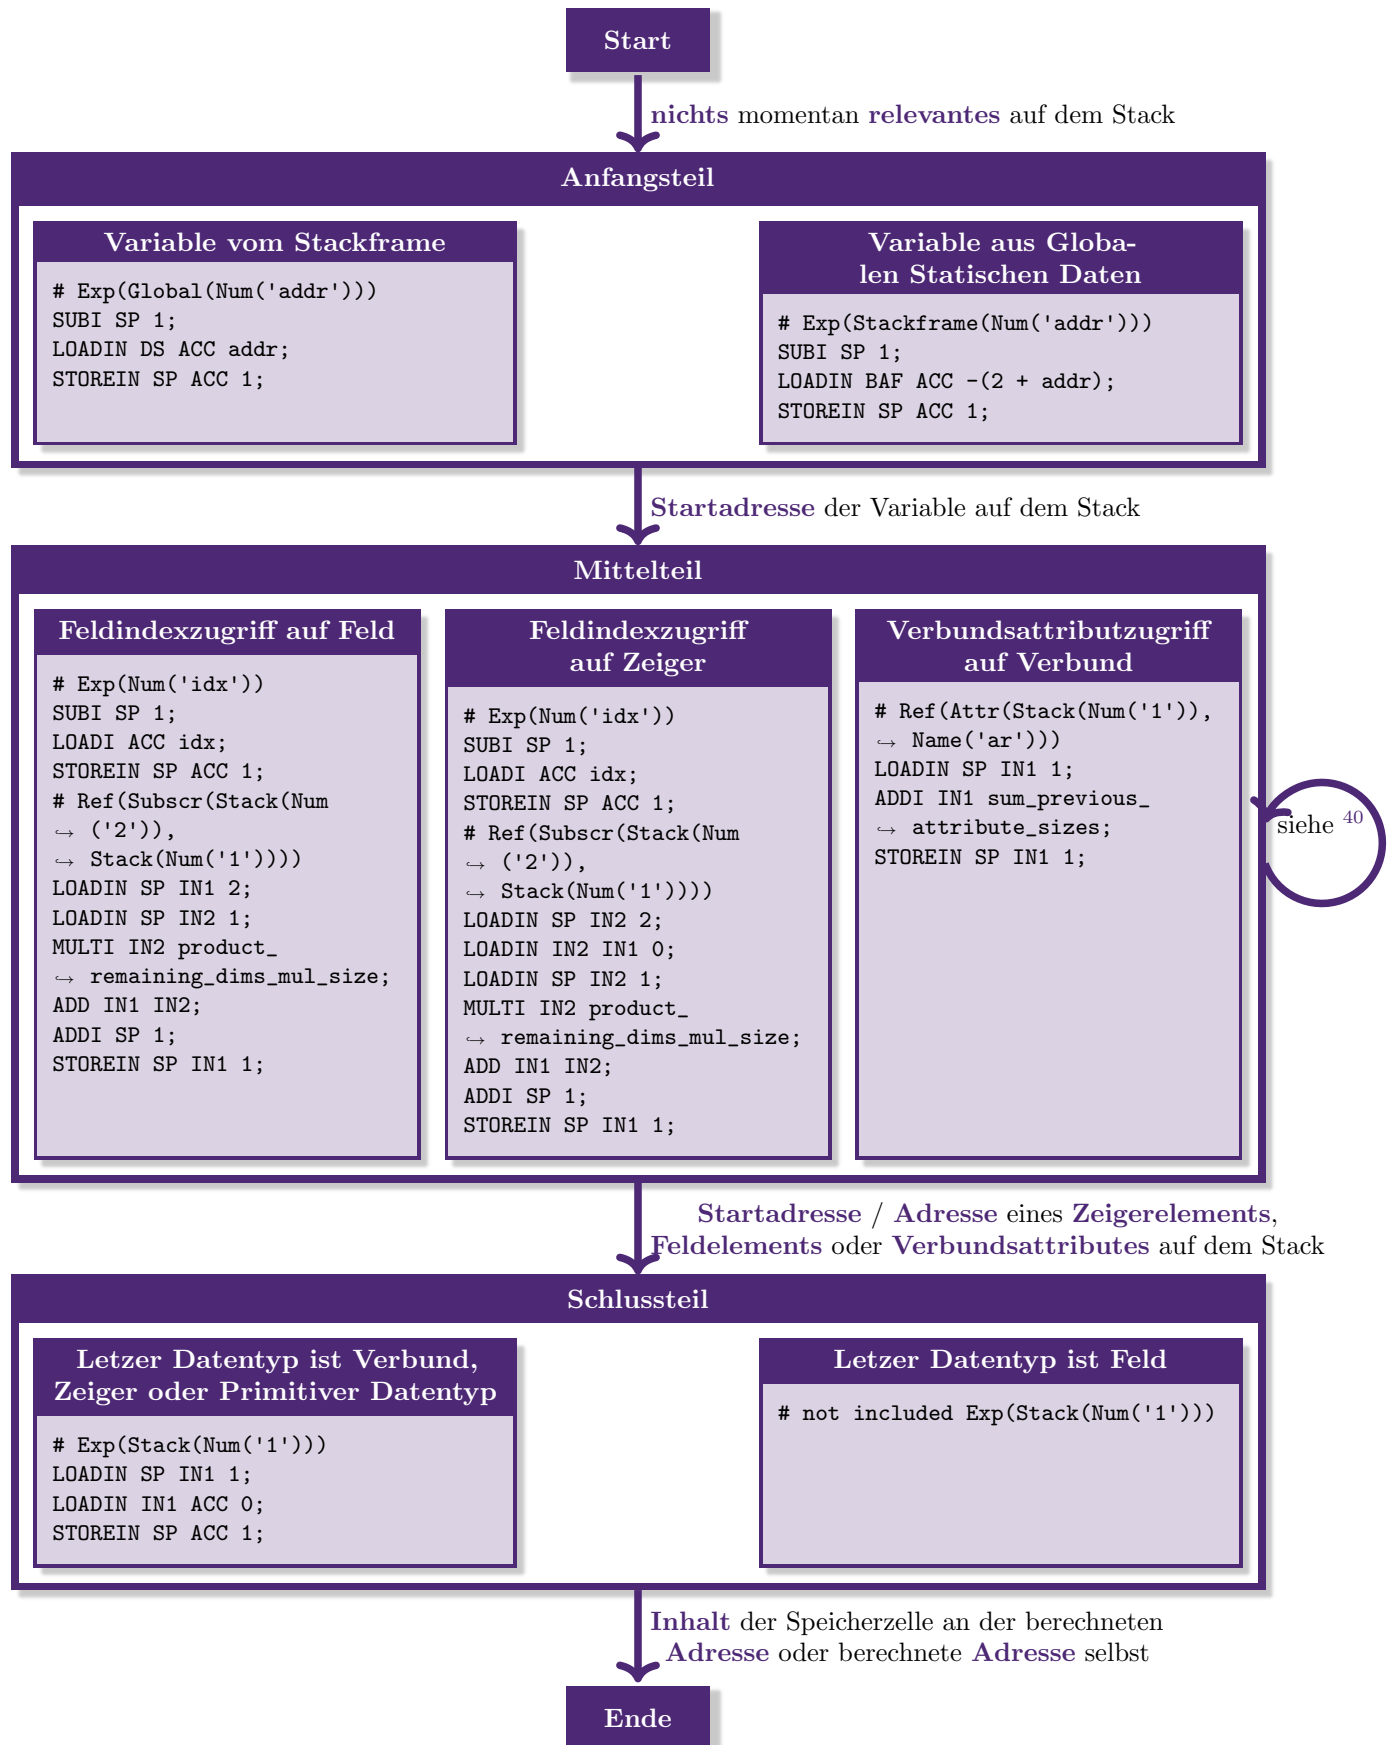 Start
nichts momentan relevantes auf dem Stack
Anfangsteil
Variable vom Stackframe
# Exp(Global(Num('addr')))
SUBI SP 1;
LOADIN DS ACC addr;
STOREIN SP ACC 1;
Variable aus Globa-
len Statischen Daten
# Exp(Stackframe(Num('addr')))
SUBI SP 1;
LOADIN BAF ACC -(2 + addr);
STOREIN SP ACC 1;
Startadresse der Variable auf dem Stack
Mittelteil
Feldindexzugriff auf Feld
# Exp(Num('idx'))
SUBI SP 1;
LOADI ACC idx;
STOREIN SP ACC 1;
# Ref(Subscr(Stack(Num
↪ ('2')),
↪ Stack(Num('1'))))
LOADIN SP IN1 2;
LOADIN SP IN2 1;
MULTI IN2 product_
↪ remaining_dims_mul_size;
ADD IN1 IN2;
ADDI SP 1;
STOREIN SP IN1 1;
Feldindexzugriff
auf Zeiger
# Exp(Num('idx'))
SUBI SP 1;
LOADI ACC idx;
STOREIN SP ACC 1;
# Ref(Subscr(Stack(Num
↪ ('2')),
↪ Stack(Num('1'))))
LOADIN SP IN2 2;
LOADIN IN2 IN1 0;
LOADIN SP IN2 1;
MULTI IN2 product_
↪ remaining_dims_mul_size;
ADD IN1 IN2;
ADDI SP 1;
STOREIN SP IN1 1;
Verbundsattributzugriff
auf Verbund
# Ref(Attr(Stack(Num('1')),
↪ Name('ar')))
LOADIN SP IN1 1;
ADDI IN1 sum_previous_
↪ attribute_sizes;
STOREIN SP IN1 1;
siehe 40
Startadresse / Adresse eines Zeigerelements,
Feldelements oder Verbundsattributes auf dem Stack
Schlussteil
Letzer Datentyp ist Verbund,
Zeiger oder Primitiver Datentyp
# Exp(Stack(Num('1')))
LOADIN SP IN1 1;
LOADIN IN1 ACC 0;
STOREIN SP ACC 1;
Letzer Datentyp ist Feld
# not included Exp(Stack(Num('1')))
Inhalt der Speicherzelle an der berechneten
Adresse oder berechnete Adresse selbst
Ende